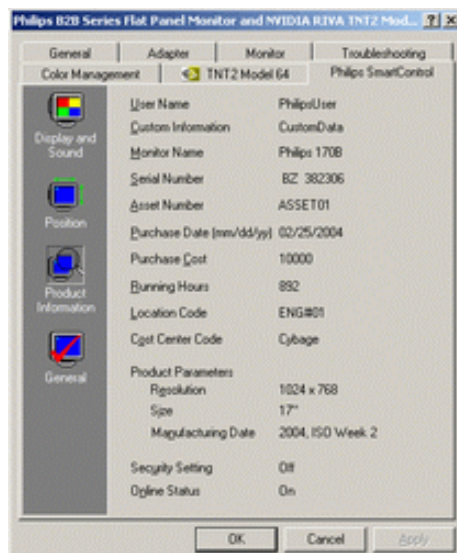 Philips B2B Series Flat Panel Monitor and NVIDIA RIVA TNT2 Mod...
General Adapter Monitor Troubleshooting
Color Management TNT2 Model 64 Philips SmartControl
Display and Sound
Position
Product Information
General
User Name PhilipsUser
Custom Information CustomData
Monitor Name Philips 170B
Serial Number BZ 382306
Asset Number ASSET01
Purchase Date (mm/dd/yy) 02/25/2004
Purchase Cost 10000
Running Hours 892
Location Code ENG#01
Cost Center Code Cybage
Product Parameters
Resolution 1024 x 768
Size 17"
Manufacturing Date 2004, ISO Week 2
Security Setting Off
Online Status On
OK Cancel Apply